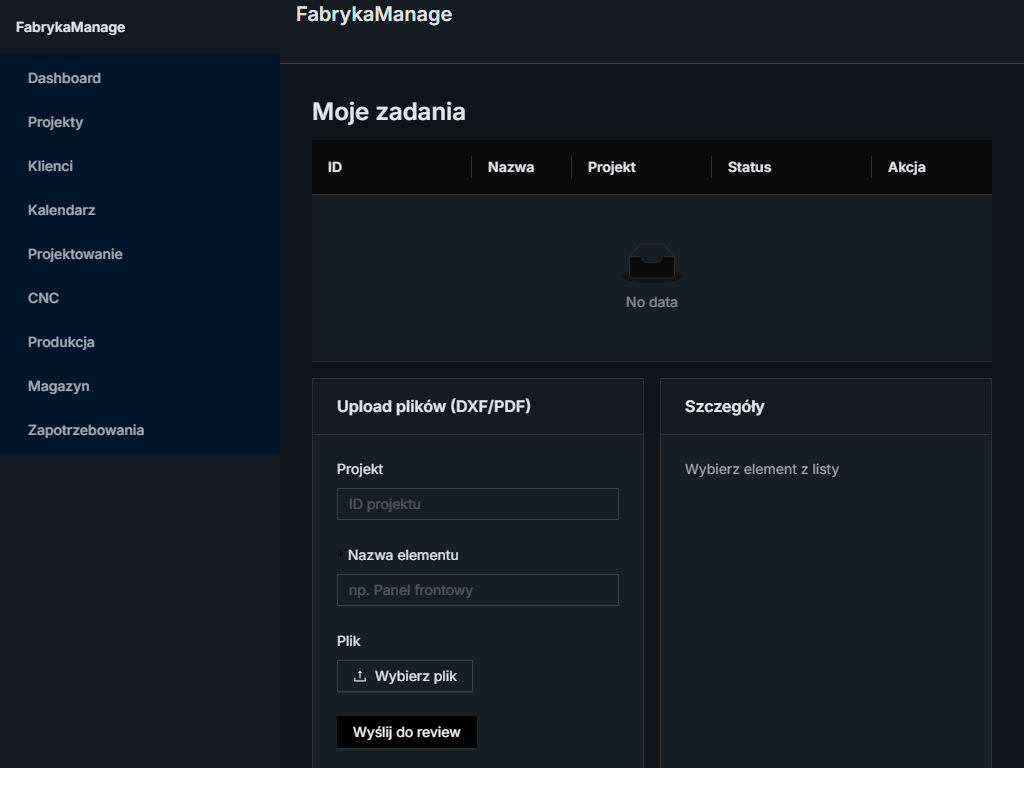 FabrykaManage
FabrykaManage
Dashboard
Projekty
Klienci
Kalendarz
Projektowanie
CNC
Produkcja
Magazyn
Zapotrzebowania
Moje zadania
ID Nazwa Projekt Status Akcja
No data
Upload plików (DXF/PDF)
Projekt
ID projektu
* Nazwa elementu
np. Panel frontowy
Plik
Wybierz plik
Wyślij do review
Szczegóły
Wybierz element z listy